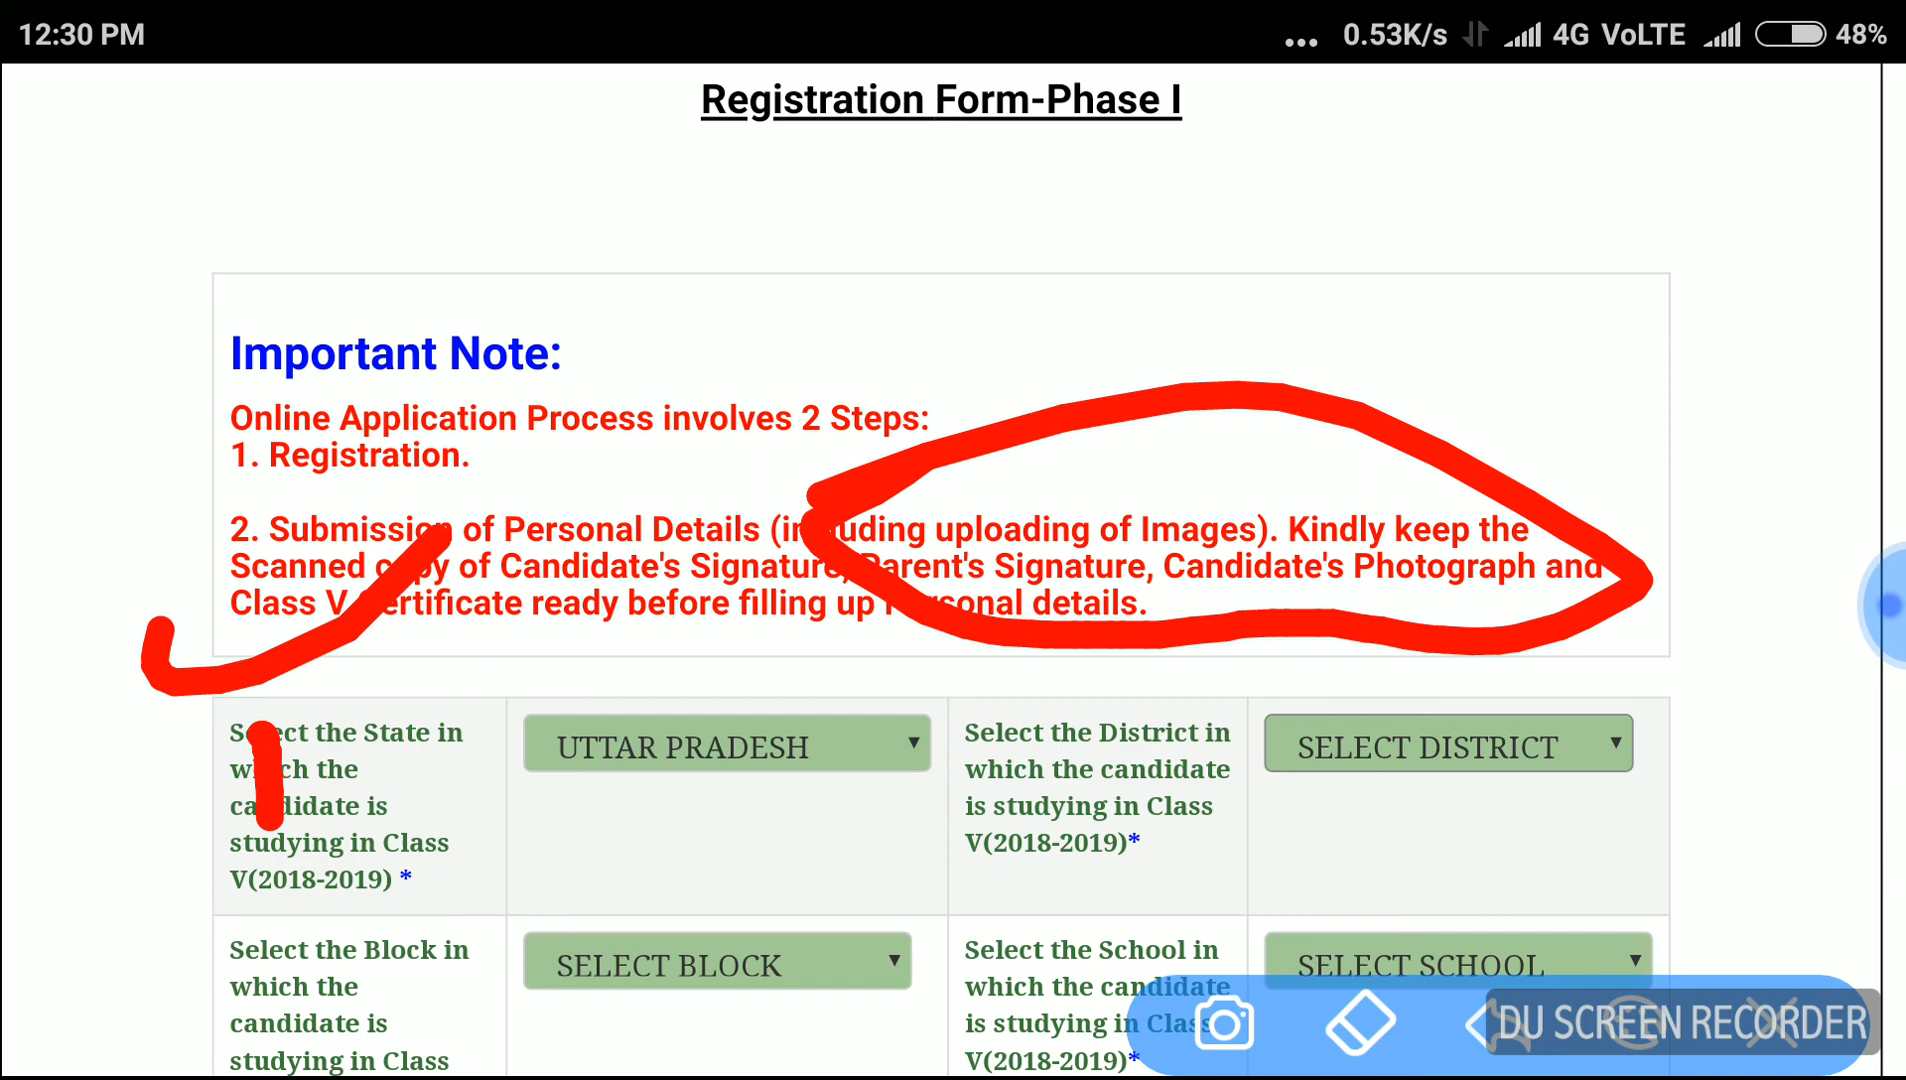 12:30 PM ... 0.53K/s 4G VoLTE 48%
Registration Form-Phase I
Important Note:
Online Application Process involves 2 Steps:
1. Registration.
2. Submission of Personal Details (including uploading of Images). Kindly keep the
Scanned copy of Candidate's Signature, Parent's Signature, Candidate's Photograph and
Class V Certificate ready before filling up Personal details.
Select the State in
which the
candidate is
studying in Class
V(2018-2019) *
UTTAR PRADESH
Select the District in
which the candidate
is studying in Class
V(2018-2019)*
SELECT DISTRICT
Select the Block in
which the
candidate is
studying in Class
SELECT BLOCK
Select the School in
which the candidate
is studying in Class
V(2018-2019)*
SELECT SCHOOL
DU SCREEN RECORDER